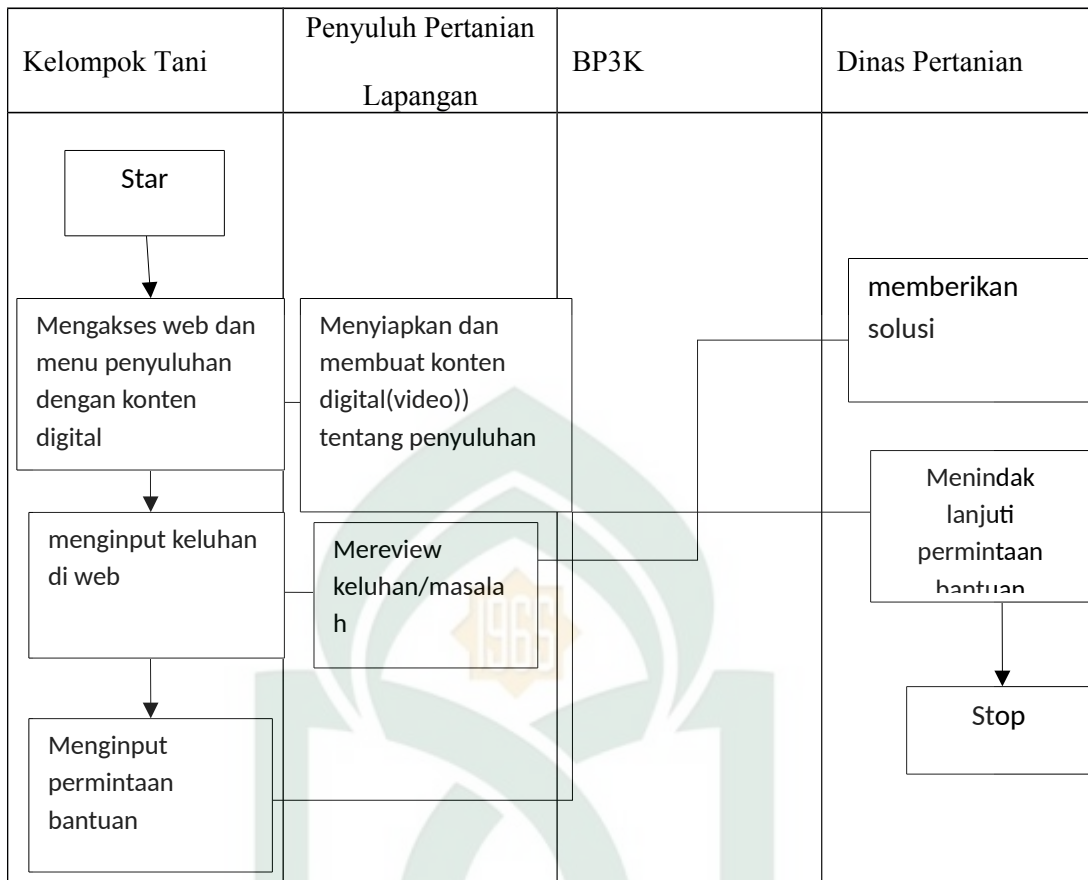 Kelompok Tani
Penyuluh Pertanian
Lapangan
BP3K
Dinas Pertanian
Star
Mengakses web dan
menu penyuluhan
dengan konten
digital
Menyiapkan dan
membuat konten
digital(video))
tentang penyuluhan
memberikan
solusi
menginput keluhan
di web
Mereview
keluhan/masala
h
Menindak
lanjuti
permintaan
bantuan
Menginput
permintaan
bantuan
Stop
1965